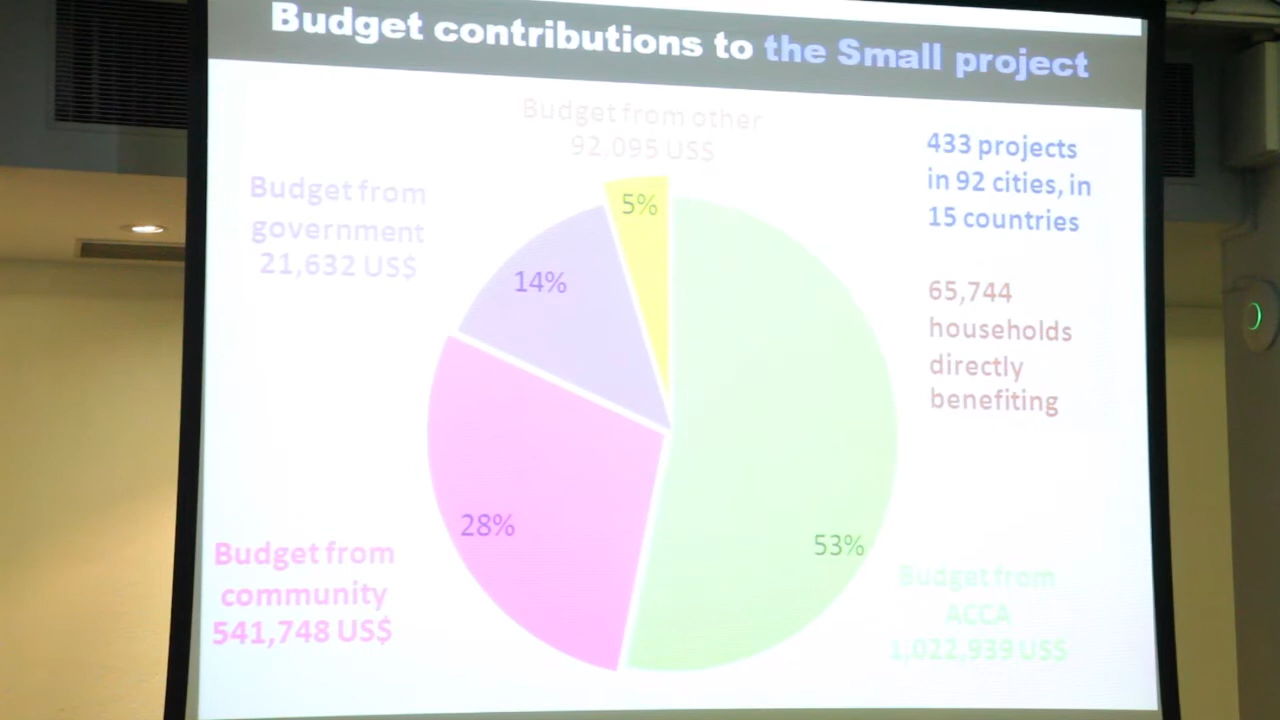 Budget contributions to the Small project
Budget from other
92,095 US$
433 projects
in 92 cities, in
15 countries
Budget from
government
21,632 US$
5%
14%
65,744
households
directly
benefiting
28%
53%
Budget from
community
541,748 US$
Budget from
ACCA
1,022,939 US$